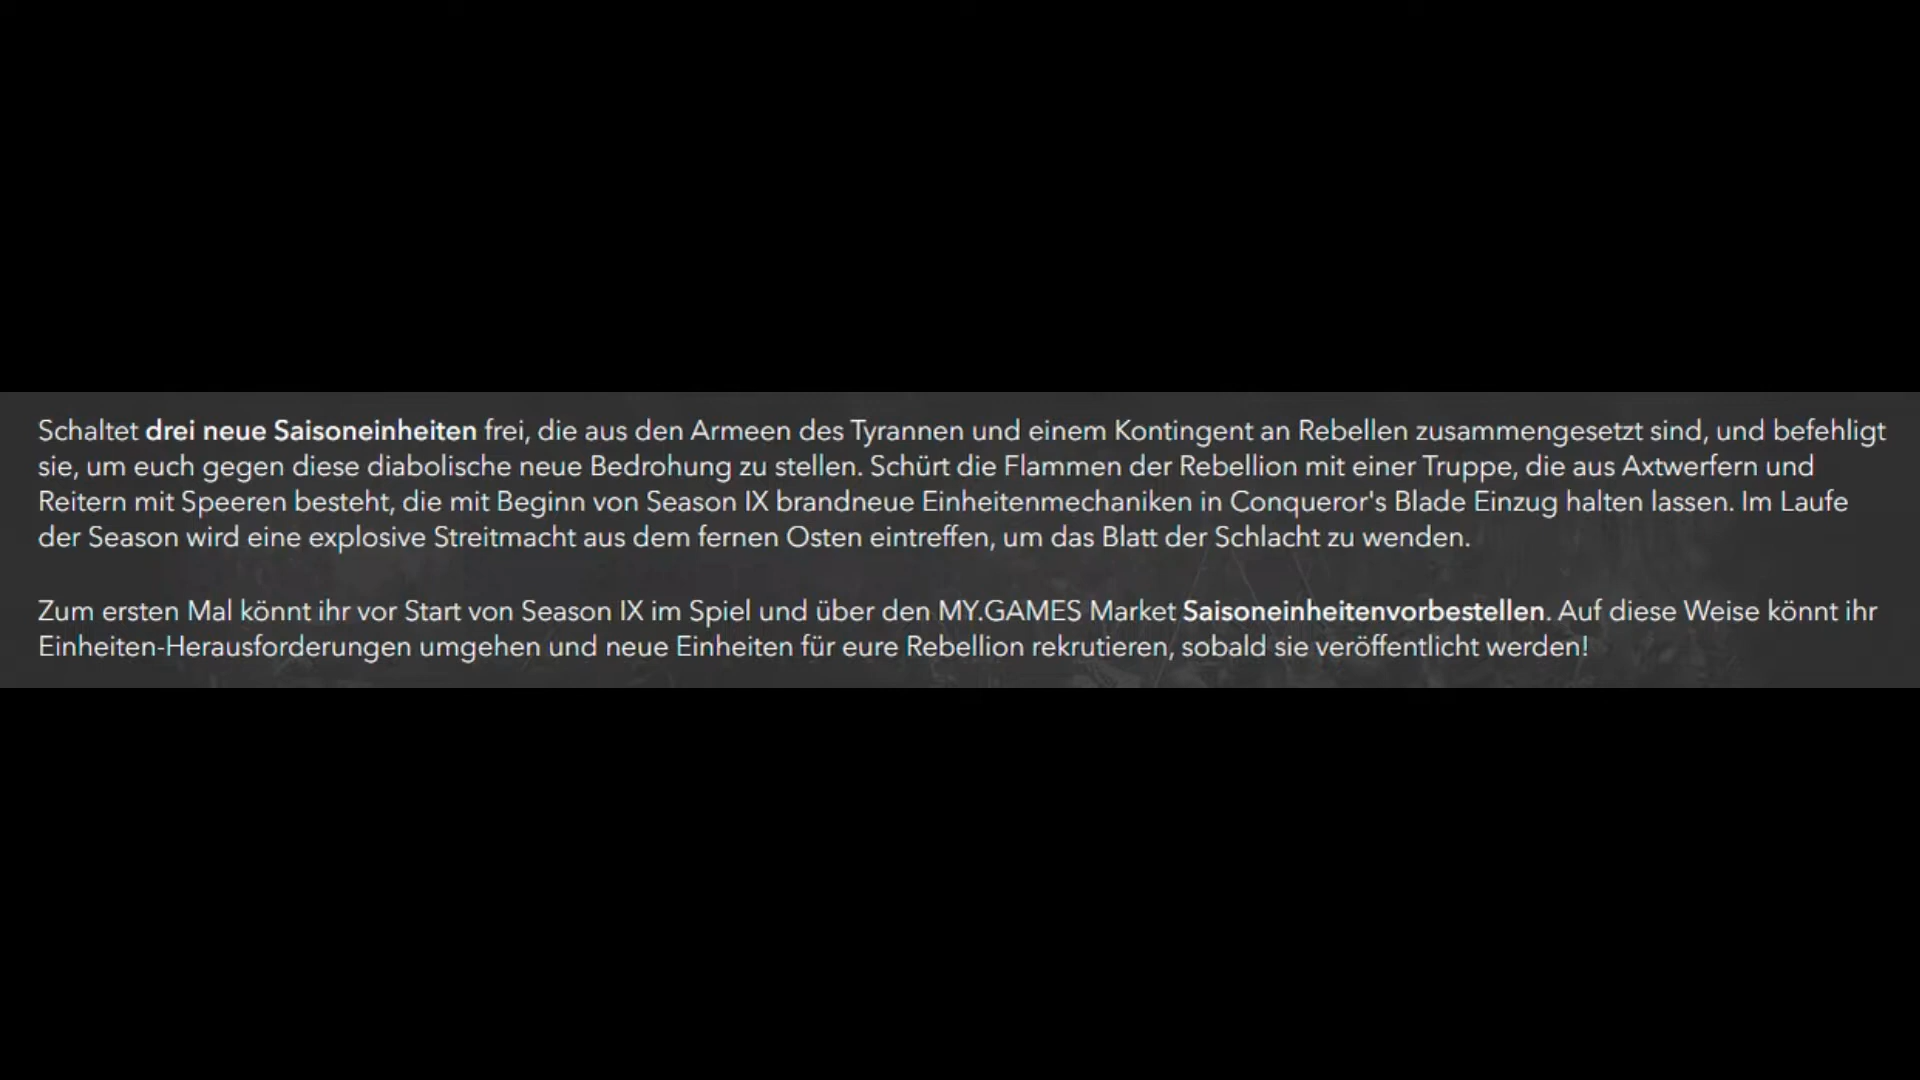 Schaltet drei neue Saisoneinheiten frei, die aus den Armeen des Tyrannen und einem Kontingent an Rebellen zusammengesetzt sind, und befehligt
sie, um euch gegen diese diabolische neue Bedrohung zu stellen. Schürt die Flammen der Rebellion mit einer Truppe, die aus Axtwerfern und
Reitern mit Speeren besteht, die mit Beginn von Season IX brandneue Einheitenmechaniken in Conqueror's Blade Einzug halten lassen. Im Laufe
der Season wird eine explosive Streitmacht aus dem fernen Osten eintreffen, um das Blatt der Schlacht zu wenden.
Zum ersten Mal könnt ihr vor Start von Season IX im Spiel und über den MY.GAMES Market Saisoneinheitenvorbestellen. Auf diese Weise könnt ihr
Einheiten-Herausforderungen umgehen und neue Einheiten für eure Rebellion rekrutieren, sobald sie veröffentlicht werden!